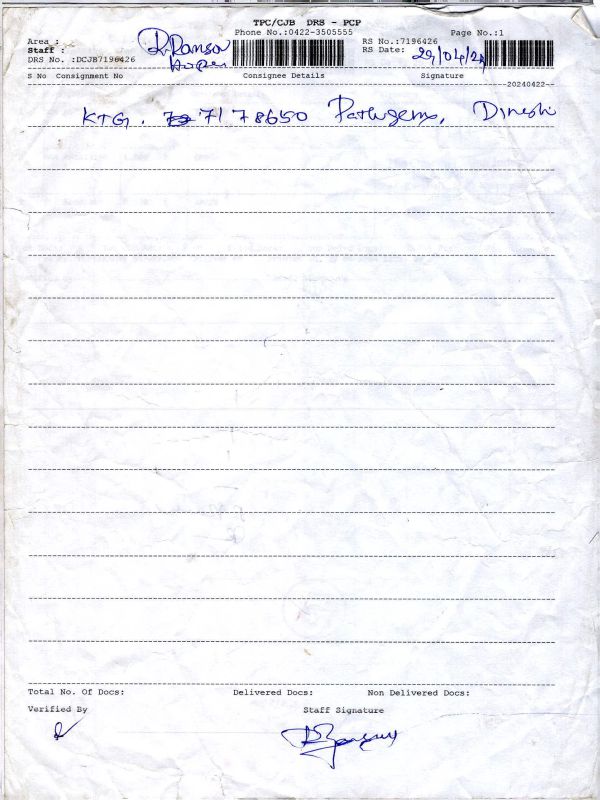 TPC/CJB DRS - PCP
Phone No.:0422-3505555
Page No.:1
Area :
Staff :
DRS No. :DCJB7196426
RS No.:7196426
RS Date: 29/04/24
S No Consignment No Consignee Details Signature
20240422
KTG. 717 8650 Dinesh
Total No. Of Docs: Delivered Docs: Non Delivered Docs:
Verified By Staff Signature